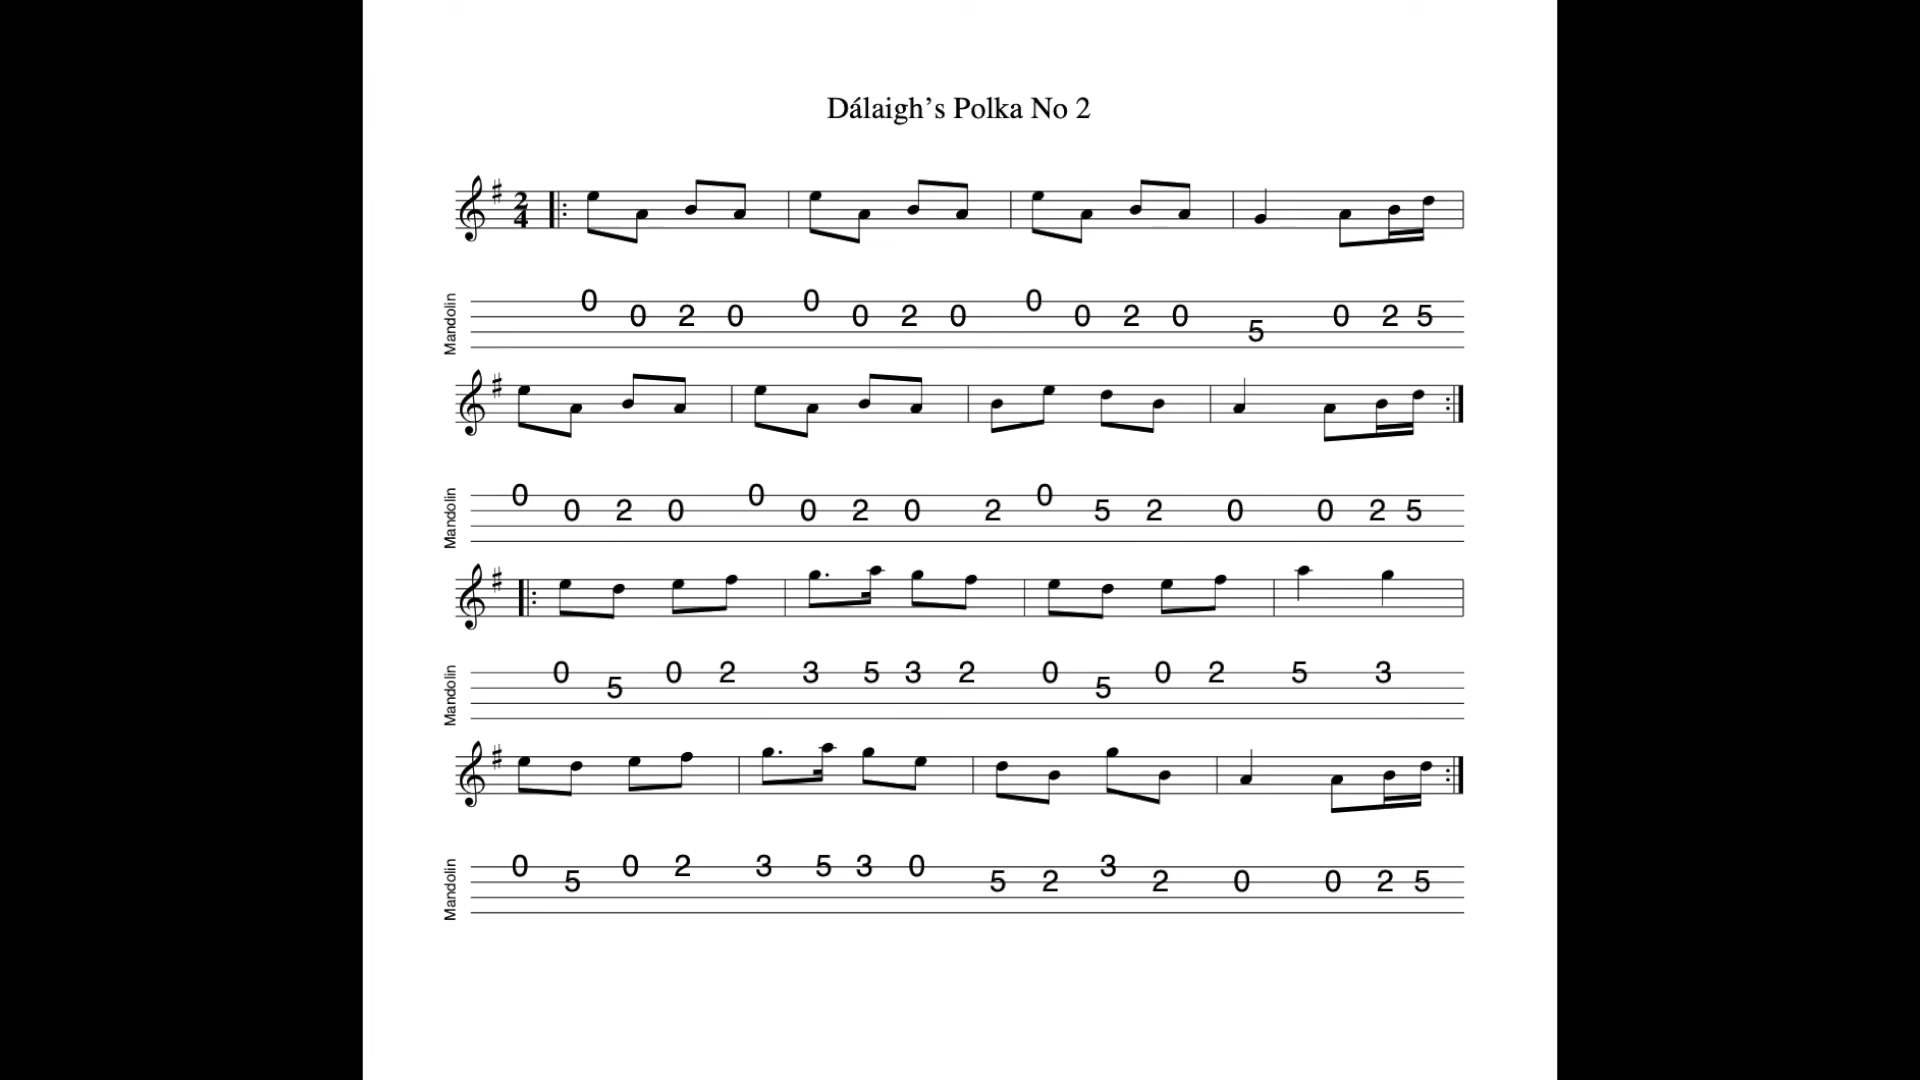 Dálaigh’s Polka No 2
2
4
Mandolin
0 0 2 0 0 0 2 0 0 0 2 0 5 0 2 5
Mandolin
0 0 2 0 0 0 2 0 2 0 5 2 0 0 2 5
Mandolin
0 5 0 2 3 5 3 2 0 5 0 2 5 3
Mandolin
0 5 0 2 3 5 3 0 5 2 3 2 0 0 2 5